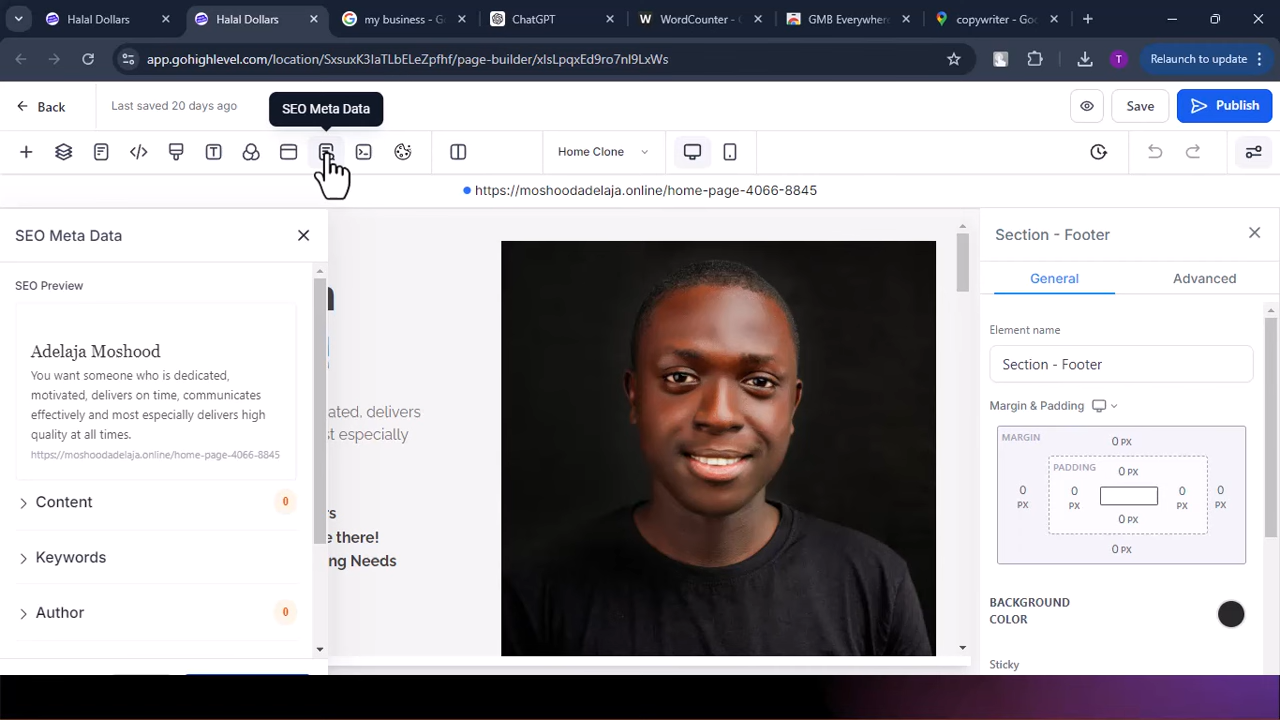 Halal Dollars
Halal Dollars
my business - G
ChatGPT
WordCounter -
GMB Everywhere
copywriter - Goo
app.gohighlevel.com/location/SxsuxK3IaTLbELeZpfhf/page-builder/xlsLpqxEd9ro7nI9LxWs
T
Relaunch to update
Back
Last saved 20 days ago
SEO Meta Data
Save
Publish
Home Clone
https://moshoodadelaja.online/home-page-4066-8845
SEO Meta Data
SEO Preview
Adelaja Moshood
You want someone who is dedicated,
motivated, delivers on time, communicates
effectively and most especially delivers high
quality at all times.
https://moshoodadelaja.online/home-page-4066-8845
Content 0
Keywords
Author 0
ated, delivers
st especially
rs
e there!
ng Needs
Section - Footer
General
Advanced
Element name
Section - Footer
Margin & Padding
MARGIN
0 PX
PADDING
0 PX
0 PX
0 PX
0 PX
0 PX
0 PX
0 PX
BACKGROUND
COLOR
Sticky